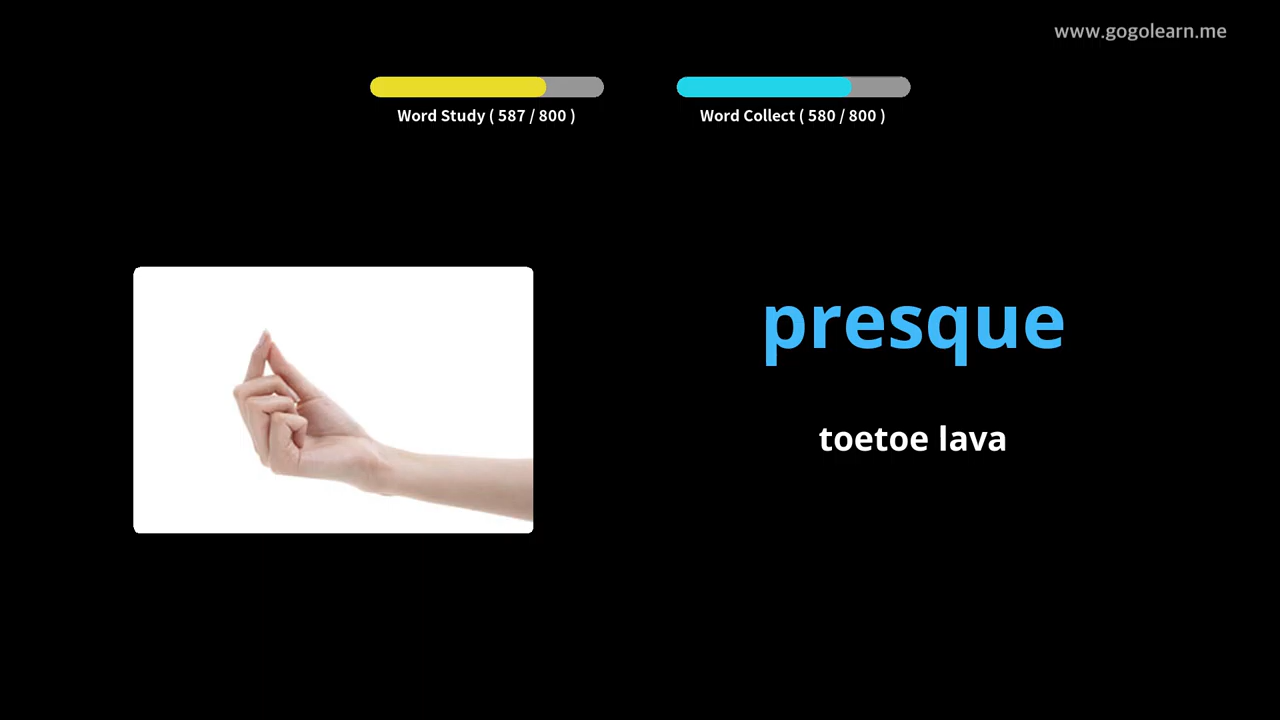 www.gogolearn.me
Word Study ( 587 / 800 )
Word Collect ( 580 / 800 )
presque
toetoe lava